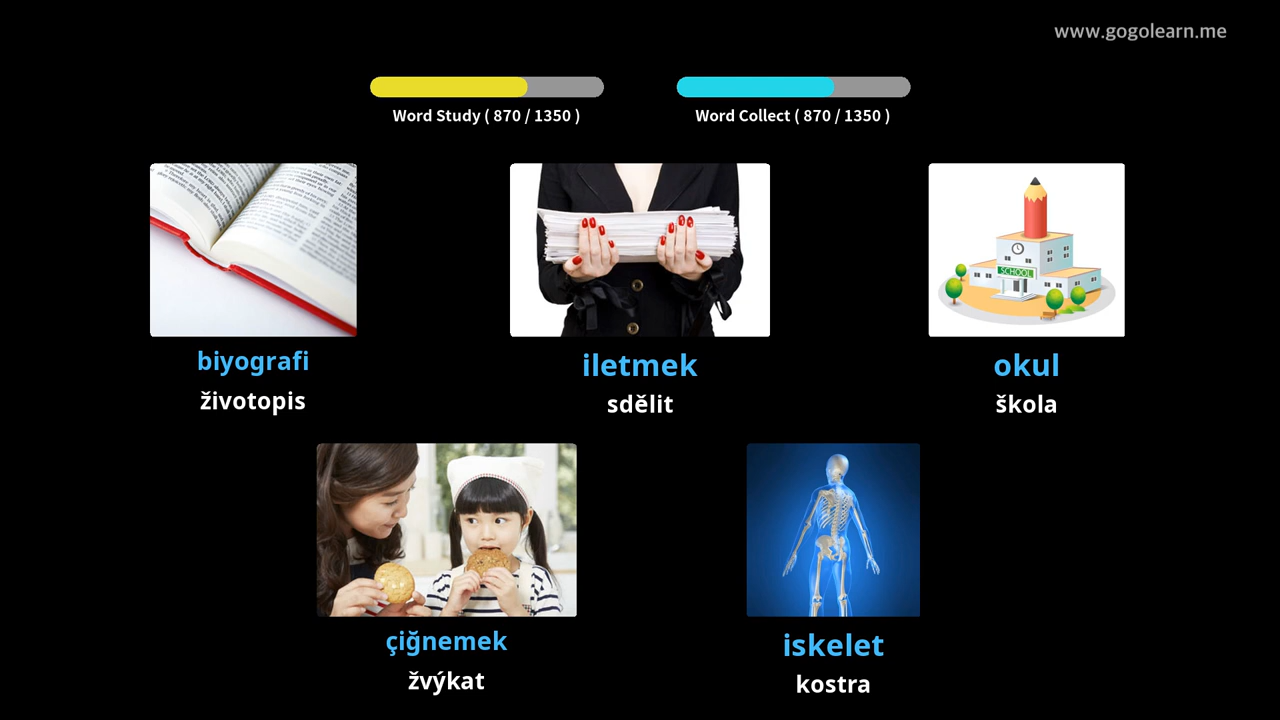 www.gogolearn.me
Word Study ( 870 / 1350 )
Word Collect ( 870 / 1350 )
SCHOOL
biyografi
životopis
iletmek
sdělit
okul
škola
çiğnemek
žvýkat
iskelet
kostra